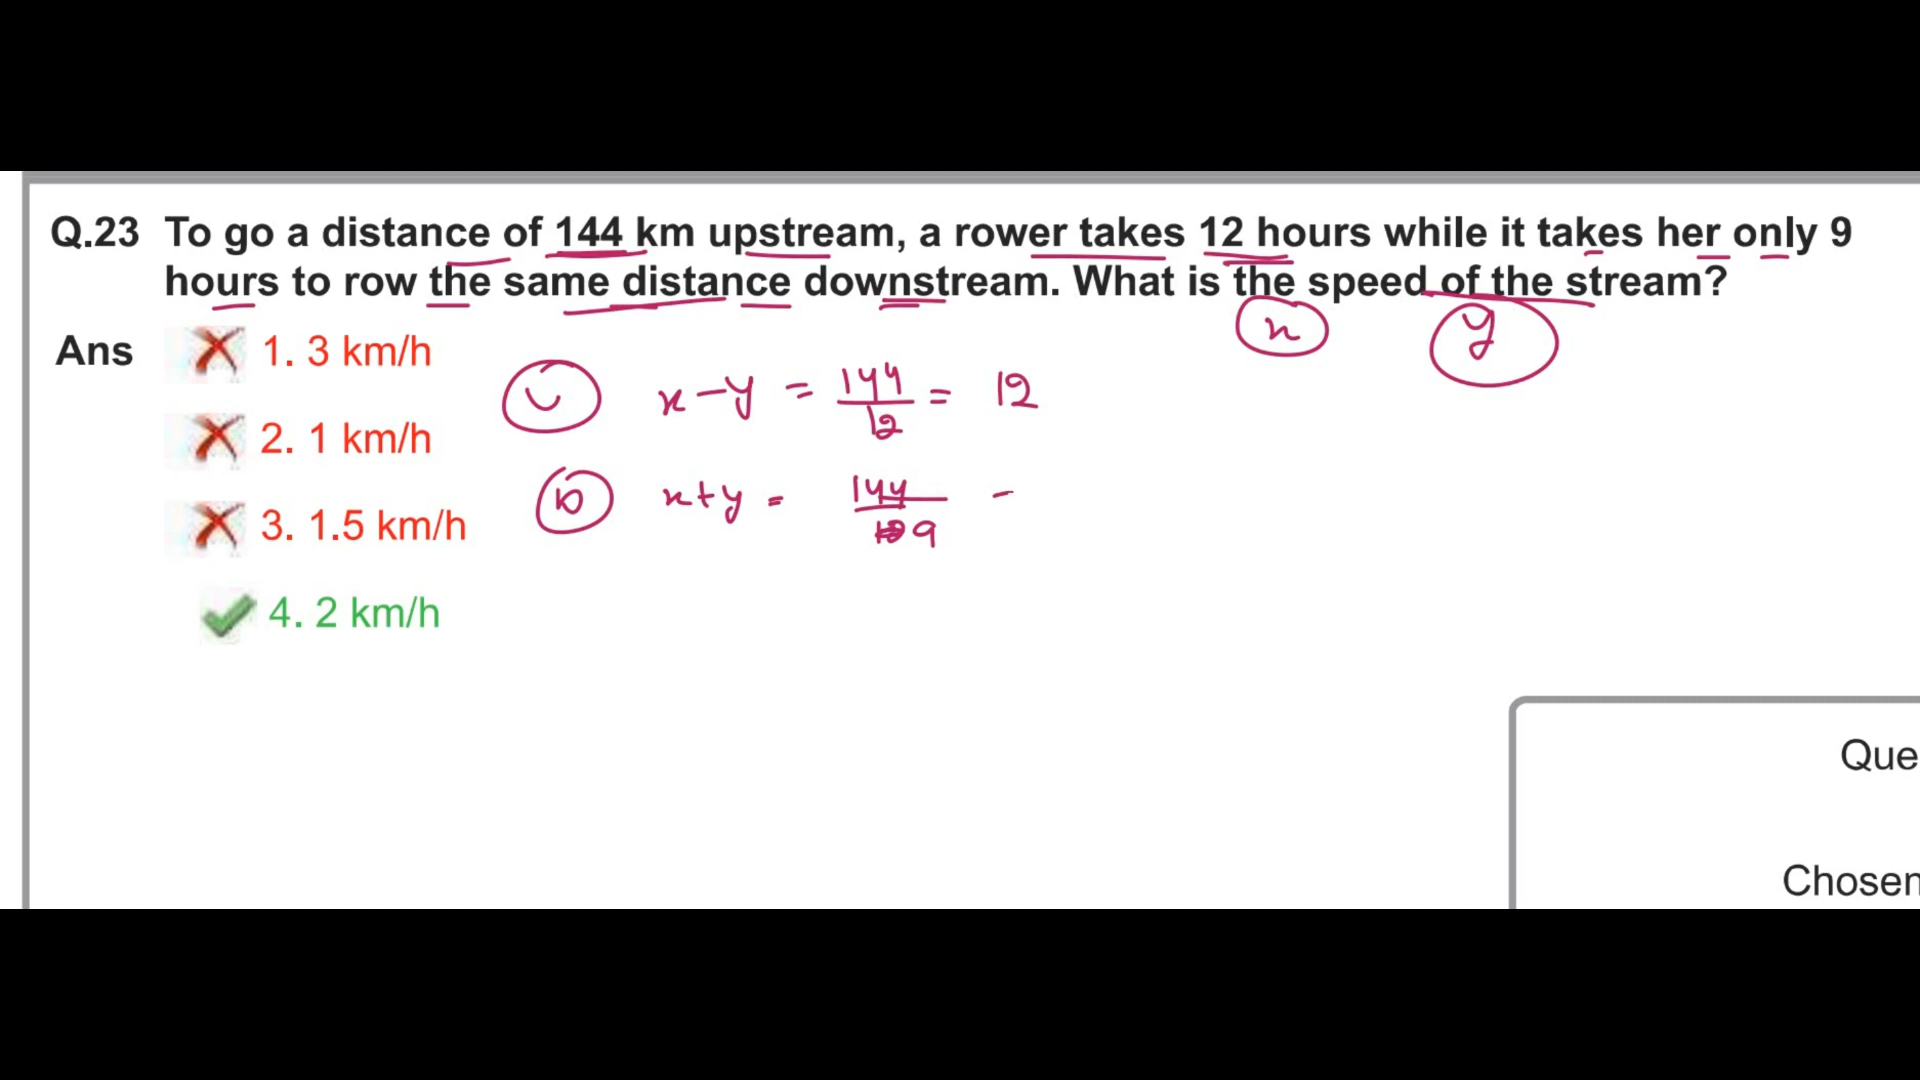 Q.23 To go a distance of 144 km upstream, a rower takes 12 hours while it takes her only 9
hours to row the same distance downstream. What is the speed of the stream?
x
y
Ans
1. 3 km/h
2. 1 km/h
3. 1.5 km/h
4. 2 km/h
U x-y = 144/12 = 12
D x+y = 144/9 =
Que
Chosen